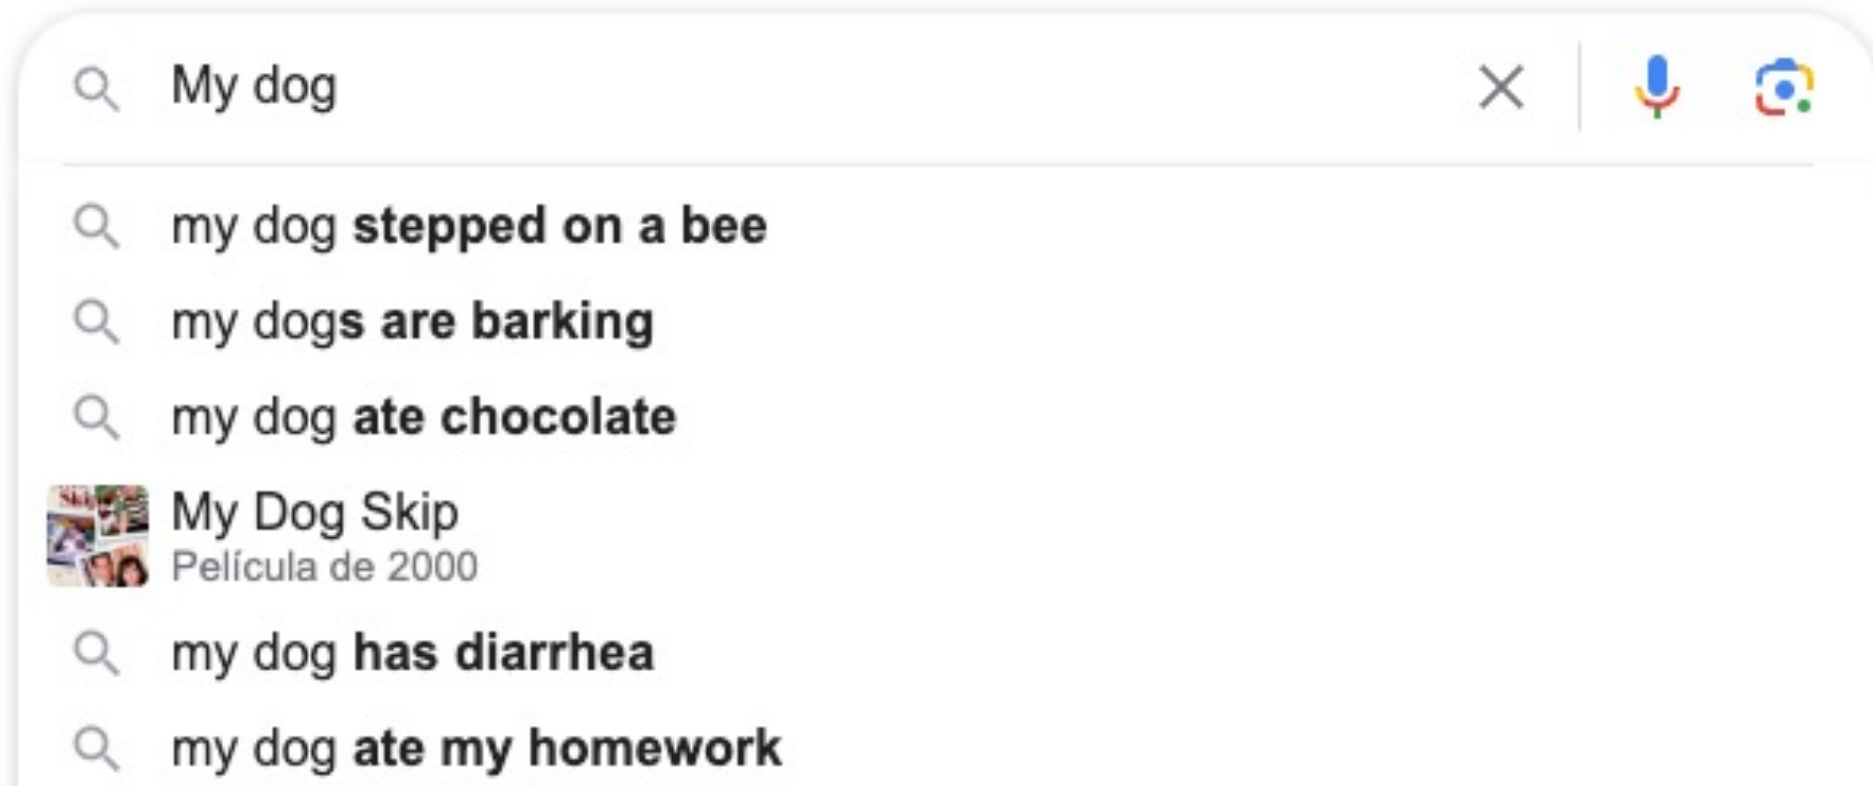 My dog
my dog stepped on a bee
my dogs are barking
my dog ate chocolate
My Dog Skip
Película de 2000
my dog has diarrhea
my dog ate my homework